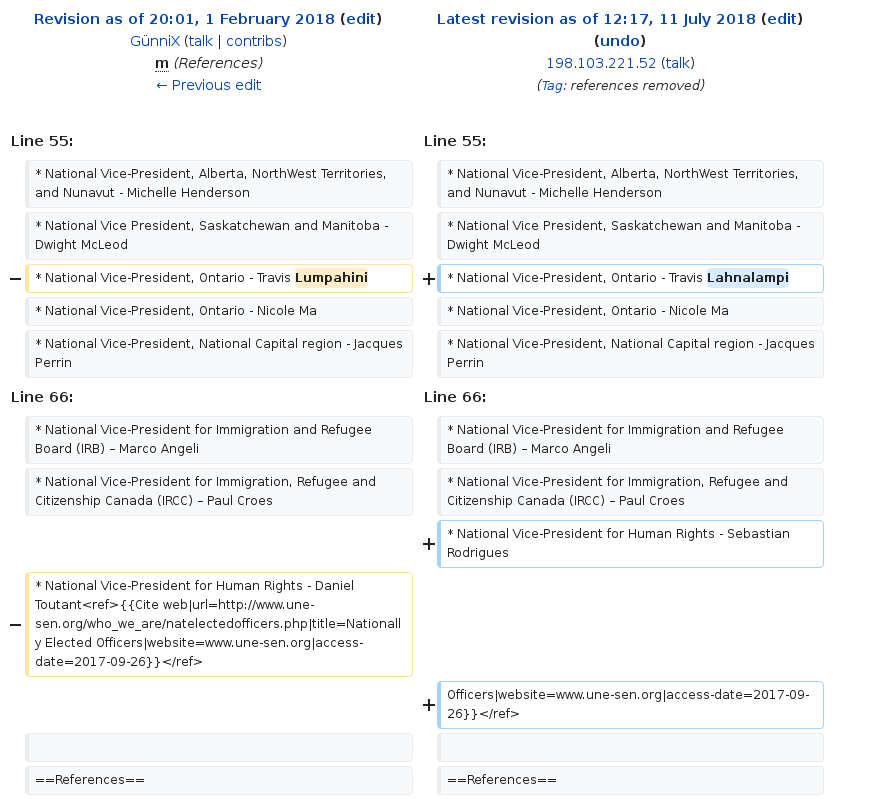 Revision as of 20:01, 1 February 2018 (edit)
GünniX (talk | contribs)
m (References)
← Previous edit
Latest revision as of 12:17, 11 July 2018 (edit)
(undo)
198.103.221.52 (talk)
(Tag: references removed)
Line 55:
Line 55:
* National Vice-President, Alberta, NorthWest Territories,
and Nunavut - Michelle Henderson
* National Vice-President, Alberta, NorthWest Territories,
and Nunavut - Michelle Henderson
* National Vice President, Saskatchewan and Manitoba -
Dwight McLeod
* National Vice President, Saskatchewan and Manitoba -
Dwight McLeod
− * National Vice-President, Ontario - Travis Lumpahini
+ * National Vice-President, Ontario - Travis Lahnalampi
* National Vice-President, Ontario - Nicole Ma
* National Vice-President, Ontario - Nicole Ma
* National Vice-President, National Capital region - Jacques
Perrin
* National Vice-President, National Capital region - Jacques
Perrin
Line 66:
Line 66:
* National Vice-President for Immigration and Refugee
Board (IRB) – Marco Angeli
* National Vice-President for Immigration and Refugee
Board (IRB) – Marco Angeli
* National Vice-President for Immigration, Refugee and
Citizenship Canada (IRCC) – Paul Croes
* National Vice-President for Immigration, Refugee and
Citizenship Canada (IRCC) – Paul Croes
+ * National Vice-President for Human Rights - Sebastian
Rodrigues
− * National Vice-President for Human Rights - Daniel
Toutant<ref>{{Cite web|url=http://www.une-
sen.org/who_we_are/natelectedofficers.php|title=Nationall
y Elected Officers|website=www.une-sen.org|access-
date=2017-09-26}}</ref>
+ Officers|website=www.une-sen.org|access-date=2017-09-
26}}</ref>
==References==
==References==